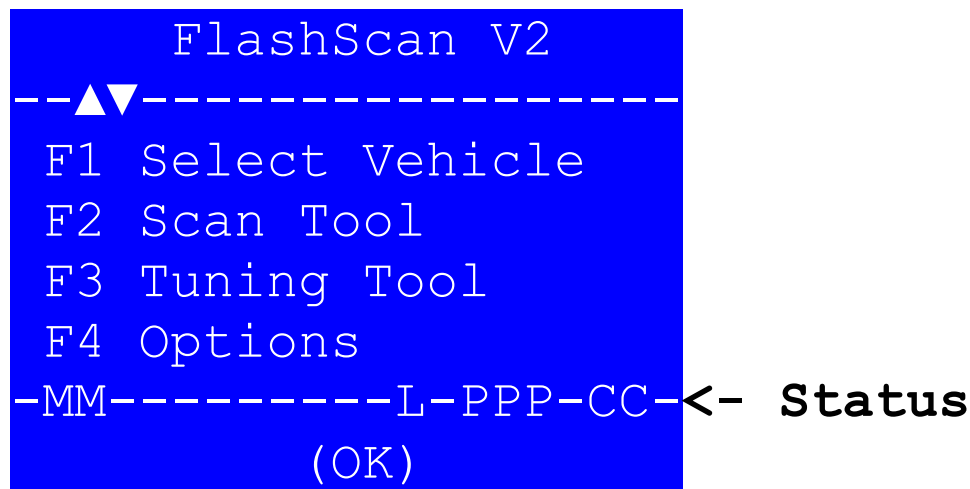 FlashScan V2
--▲▼-----------------
F1 Select Vehicle
F2 Scan Tool
F3 Tuning Tool
F4 Options
-MM---------L-PPP-CC-<- Status
(OK)